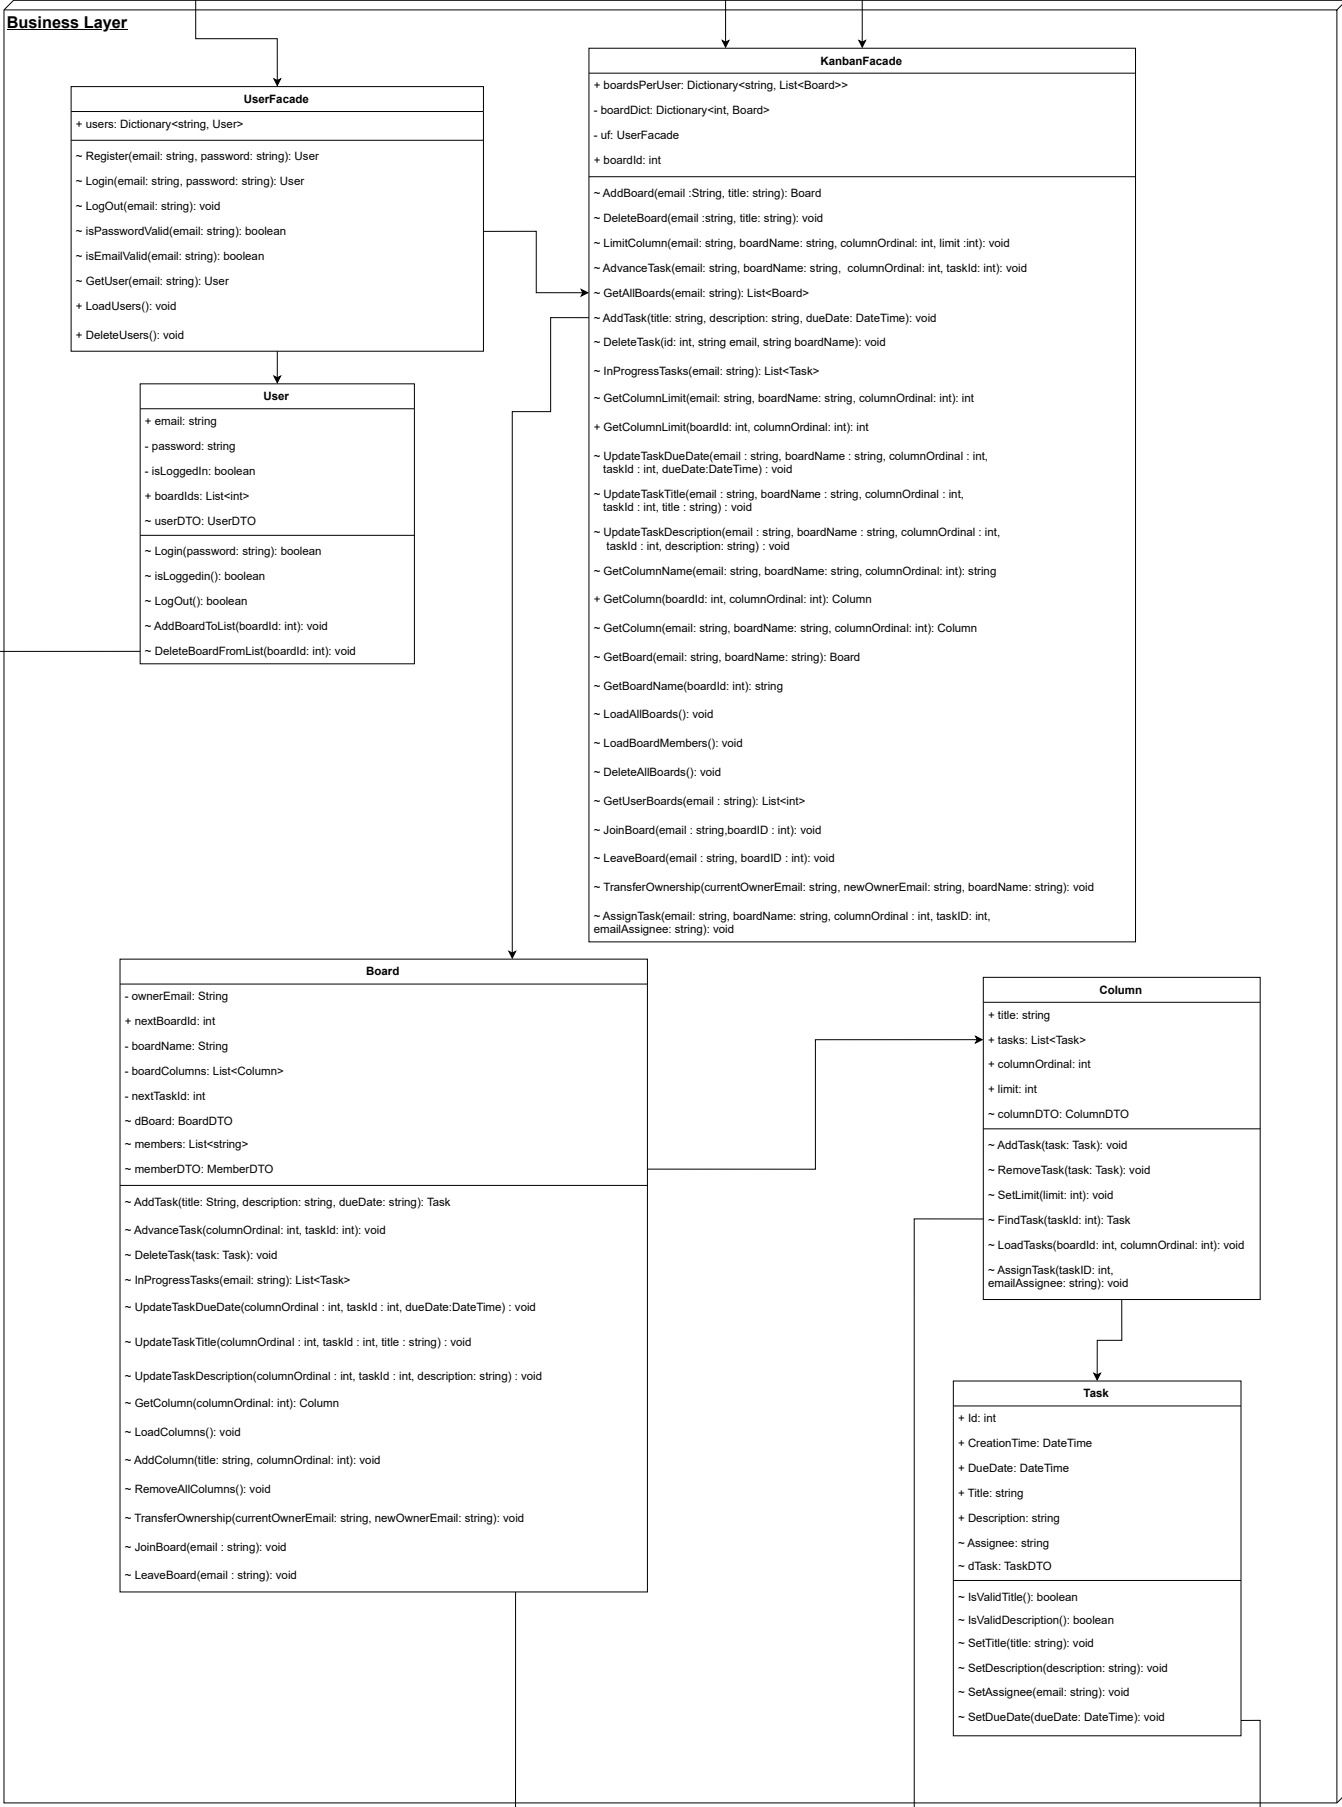 Business Layer
UserFacade
+ users: Dictionary<string, User>
~ Register(email: string, password: string): User
~ Login(email: string, password: string): User
~ LogOut(email: string): void
~ isPasswordValid(email: string): boolean
~ isEmailValid(email: string): boolean
~ GetUser(email: string): User
+ LoadUsers(): void
+ DeleteUsers(): void
User
+ email: string
- password: string
- isLoggedIn: boolean
+ boardIds: List<int>
~ userDTO: UserDTO
~ Login(password: string): boolean
~ isLoggedin(): boolean
~ LogOut(): boolean
~ AddBoardToList(boardId: int): void
~ DeleteBoardFromList(boardId: int): void
KanbanFacade
+ boardsPerUser: Dictionary<string, List<Board>>
- boardDict: Dictionary<int, Board>
- uf: UserFacade
+ boardId: int
~ AddBoard(email :String, title: string): Board
~ DeleteBoard(email :string, title: string): void
~ LimitColumn(email: string, boardName: string, columnOrdinal: int, limit :int): void
~ AdvanceTask(email: string, boardName: string,  columnOrdinal: int, taskId: int): void
~ GetAllBoards(email: string): List<Board>
~ AddTask(title: string, description: string, dueDate: DateTime): void
~ DeleteTask(id: int, string email, string boardName): void
~ InProgressTasks(email: string): List<Task>
~ GetColumnLimit(email: string, boardName: string, columnOrdinal: int): int
+ GetColumnLimit(boardId: int, columnOrdinal: int): int
~ UpdateTaskDueDate(email : string, boardName : string, columnOrdinal : int,
taskId : int, dueDate:DateTime) : void
~ UpdateTaskTitle(email : string, boardName : string, columnOrdinal : int,
taskId : int, title : string) : void
~ UpdateTaskDescription(email : string, boardName : string, columnOrdinal : int,
taskId : int, description: string) : void
~ GetColumnName(email: string, boardName: string, columnOrdinal: int): string
+ GetColumn(boardId: int, columnOrdinal: int): Column
~ GetColumn(email: string, boardName: string, columnOrdinal: int): Column
~ GetBoard(email: string, boardName: string): Board
~ GetBoardName(boardId: int): string
~ LoadAllBoards(): void
~ LoadBoardMembers(): void
~ DeleteAllBoards(): void
~ GetUserBoards(email : string): List<int>
~ JoinBoard(email : string,boardID : int): void
~ LeaveBoard(email : string, boardID : int): void
~ TransferOwnership(currentOwnerEmail: string, newOwnerEmail: string, boardName: string): void
~ AssignTask(email: string, boardName: string, columnOrdinal : int, taskID: int,
emailAssignee: string): void
Board
- ownerEmail: String
+ nextBoardId: int
- boardName: String
- boardColumns: List<Column>
- nextTaskId: int
~ dBoard: BoardDTO
~ members: List<string>
~ memberDTO: MemberDTO
~ AddTask(title: String, description: string, dueDate: string): Task
~ AdvanceTask(columnOrdinal: int, taskId: int): void
~ DeleteTask(task: Task): void
~ InProgressTasks(email: string): List<Task>
~ UpdateTaskDueDate(columnOrdinal : int, taskId : int, dueDate:DateTime) : void
~ UpdateTaskTitle(columnOrdinal : int, taskId : int, title : string) : void
~ UpdateTaskDescription(columnOrdinal : int, taskId : int, description: string) : void
~ GetColumn(columnOrdinal: int): Column
~ LoadColumns(): void
~ AddColumn(title: string, columnOrdinal: int): void
~ RemoveAllColumns(): void
~ TransferOwnership(currentOwnerEmail: string, newOwnerEmail: string): void
~ JoinBoard(email : string): void
~ LeaveBoard(email : string): void
Column
+ title: string
+ tasks: List<Task>
+ columnOrdinal: int
+ limit: int
~ columnDTO: ColumnDTO
~ AddTask(task: Task): void
~ RemoveTask(task: Task): void
~ SetLimit(limit: int): void
~ FindTask(taskId: int): Task
~ LoadTasks(boardId: int, columnOrdinal: int): void
~ AssignTask(taskID: int,
emailAssignee: string): void
Task
+ Id: int
+ CreationTime: DateTime
+ DueDate: DateTime
+ Title: string
+ Description: string
~ Assignee: string
~ dTask: TaskDTO
~ IsValidTitle(): boolean
~ IsValidDescription(): boolean
~ SetTitle(title: string): void
~ SetDescription(description: string): void
~ SetAssignee(email: string): void
~ SetDueDate(dueDate: DateTime): void